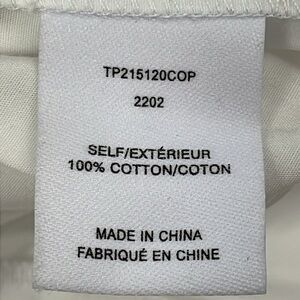 TP215120COP
2202
SELF/EXTÉRIEUR
100% COTTON/COTON
MADE IN CHINA
FABRIQUÉ EN CHINE